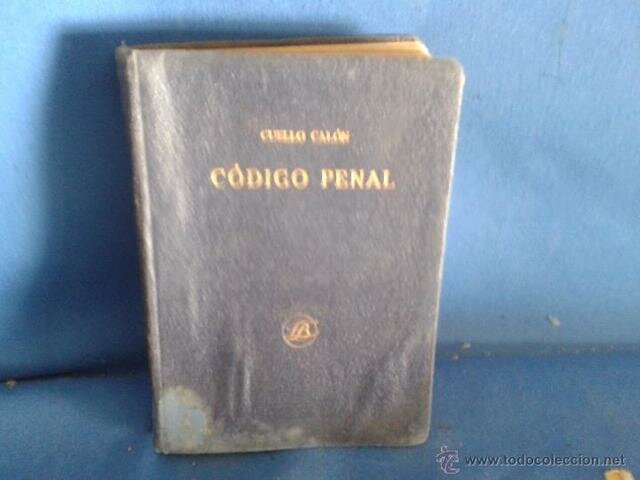 CUELLO CALÓN
CÓDIGO PENAL
www.todocoleccion.net